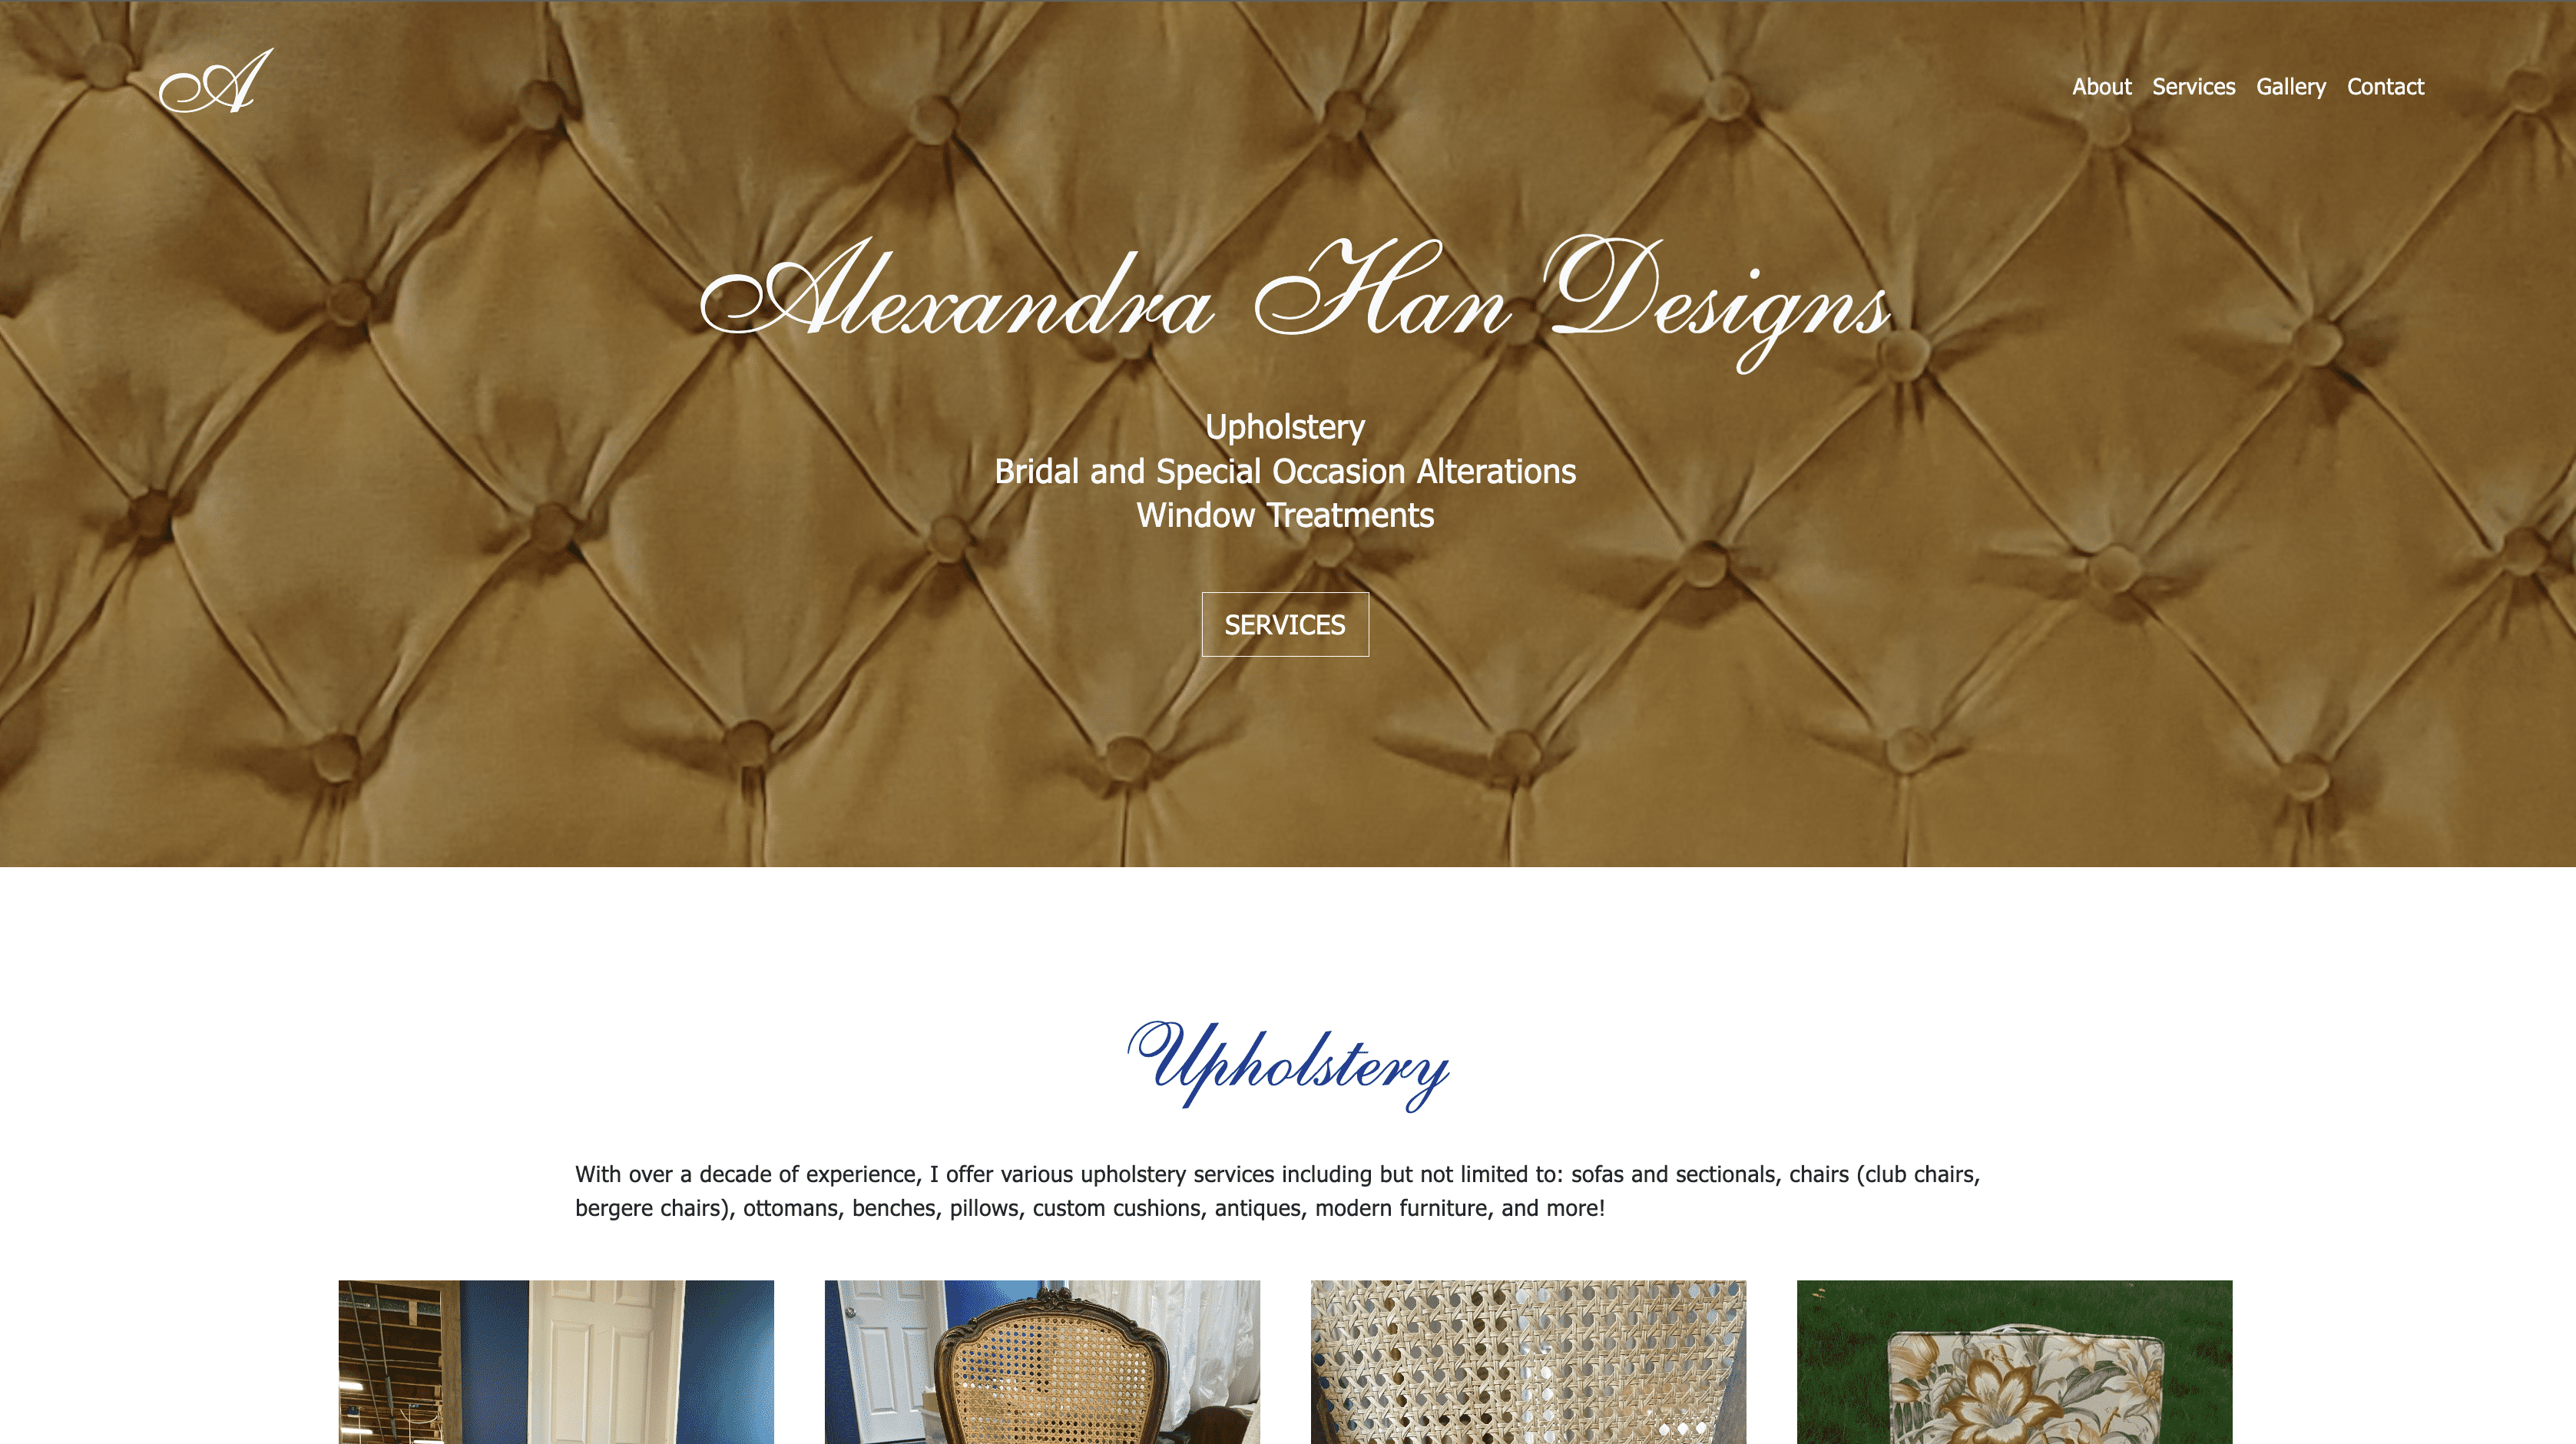 A
About Services Gallery Contact
Alexandra Han Designs
Upholstery
Bridal and Special Occasion Alterations
Window Treatments
SERVICES
Upholstery
With over a decade of experience, I offer various upholstery services including but not limited to: sofas and sectionals, chairs (club chairs,
bergere chairs), ottomans, benches, pillows, custom cushions, antiques, modern furniture, and more!